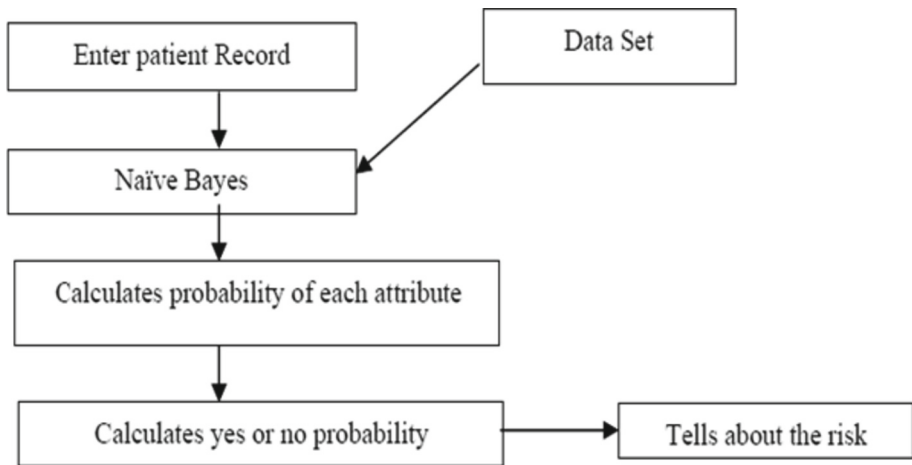 Enter patient Record
Data Set
Naïve Bayes
Calculates probability of each attribute
Calculates yes or no probability
Tells about the risk